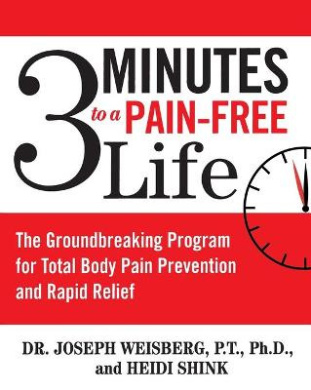 3 MINUTES
to a PAIN-FREE
Life
The Groundbreaking Program
for Total Body Pain Prevention
and Rapid Relief
DR. JOSEPH WEISBERG, P.T., Ph.D.,
and HEIDI SHINK